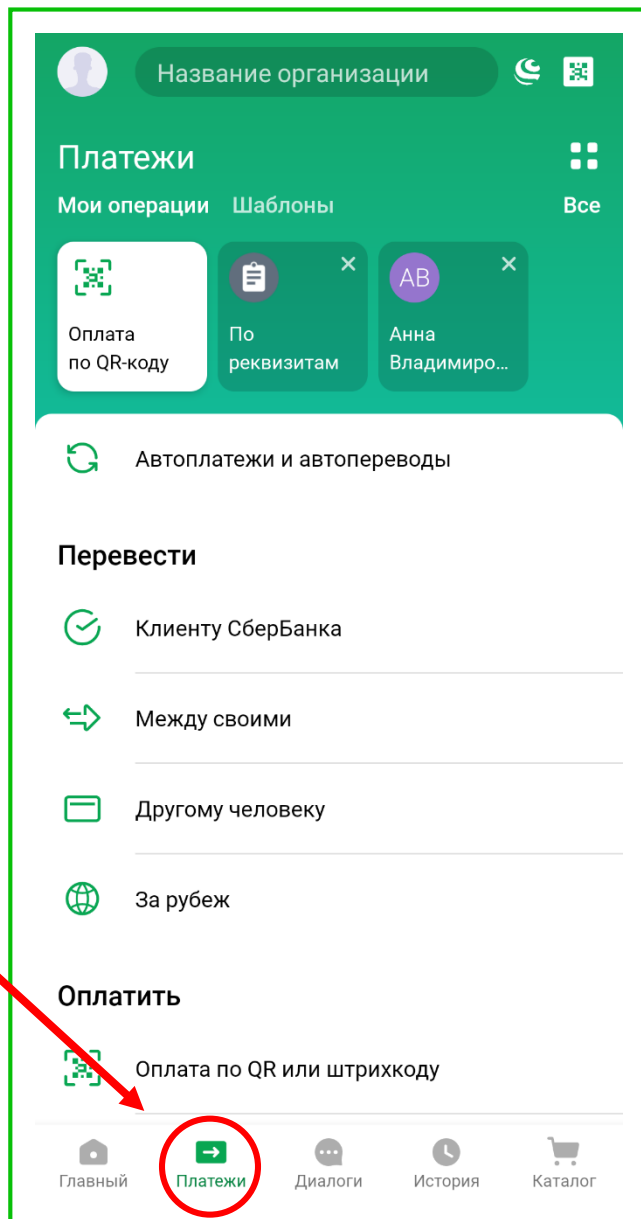 Название организации
Платежи
Мои операции Шаблоны Все
Оплата
по QR-коду
По
реквизитам
АВ
Анна
Владимиро...
Автоплатежи и автопереводы
Перевести
Клиенту СберБанка
Между своими
Другому человеку
За рубеж
Оплатить
Оплата по QR или штрихкоду
Главный Платежи Диалоги История Каталог